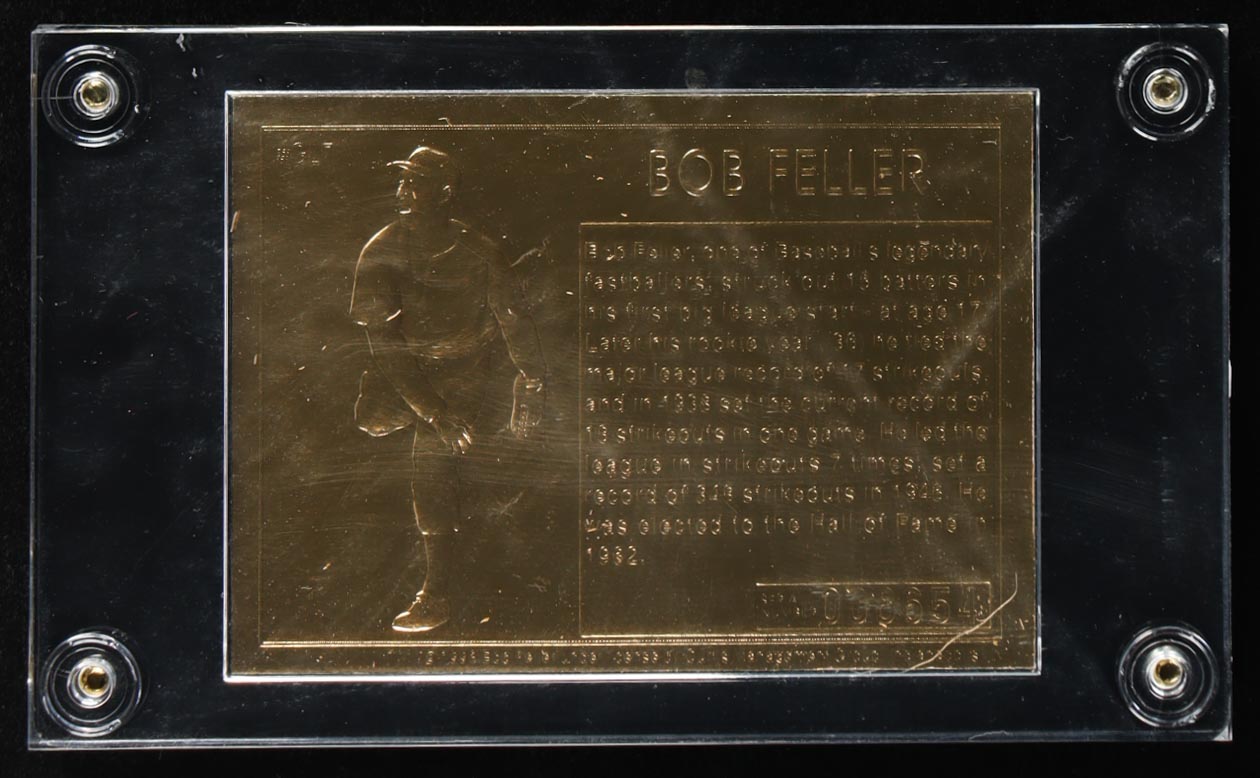 BOB FELLER
Bob Feller, one of Baseball's legendary
fastballers, struck out 15 batters in
his first big league start - at age 17.
Later his rookie year, '36, he tied the
major league record of 17 strikeouts,
and in 1938 set the current record of
18 strikeouts in one game. He led the
league in strikeouts 7 times, set a
record of 348 strikeouts in 1946. He
was elected to the Hall of Fame in
1962.